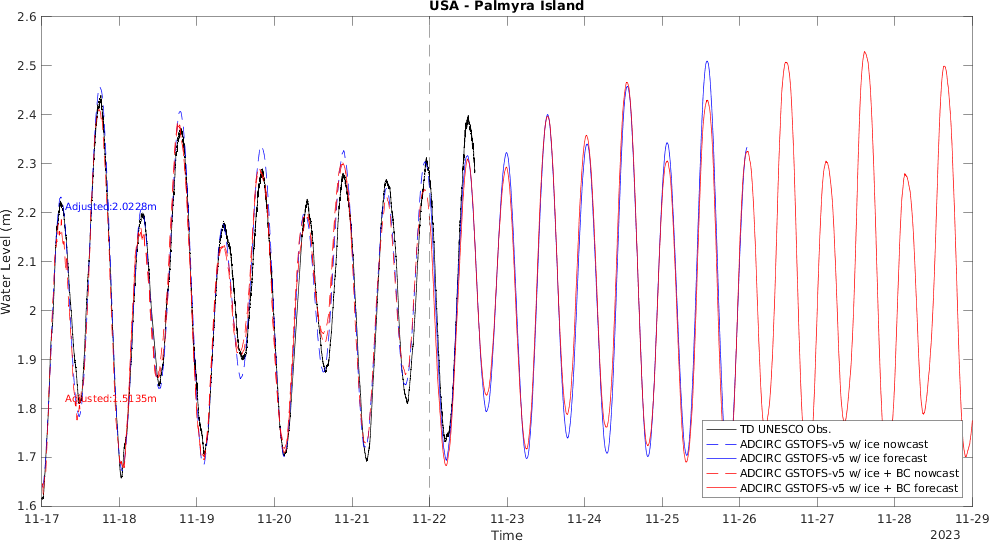 USA - Palmyra Island
2.6
2.5
2.4
2.3
2.2
2.1
2
1.9
1.8
1.7
1.6
Water Level (m)
Adjusted:2.0228m
Adjusted:1.5135m
TD UNESCO Obs.
ADCIRC GSTOFS-v5 w/ ice nowcast
ADCIRC GSTOFS-v5 w/ ice forecast
ADCIRC GSTOFS-v5 w/ ice + BC nowcast
ADCIRC GSTOFS-v5 w/ ice + BC forecast
11-17 11-18 11-19 11-20 11-21 11-22 11-23 11-24 11-25 11-26 11-27 11-28 11-29
Time
2023